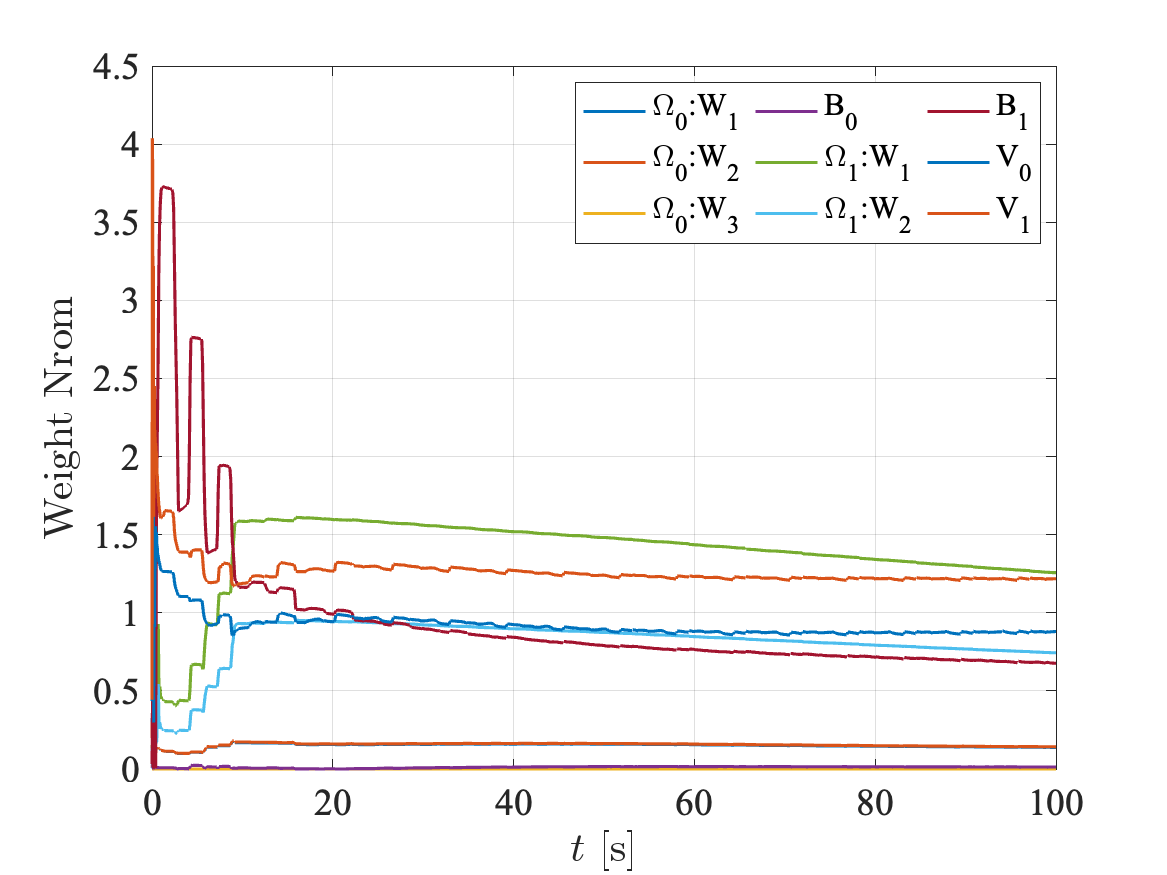 4.5
4
3.5
3
2.5
2
1.5
1
0.5
0
Weight Nrom
Ω₀:W₁ B₀ B₁
Ω₀:W₂ Ω₁:W₁ V₀
Ω₀:W₃ Ω₁:W₂ V₁
0 20 40 60 80 100
t [s]